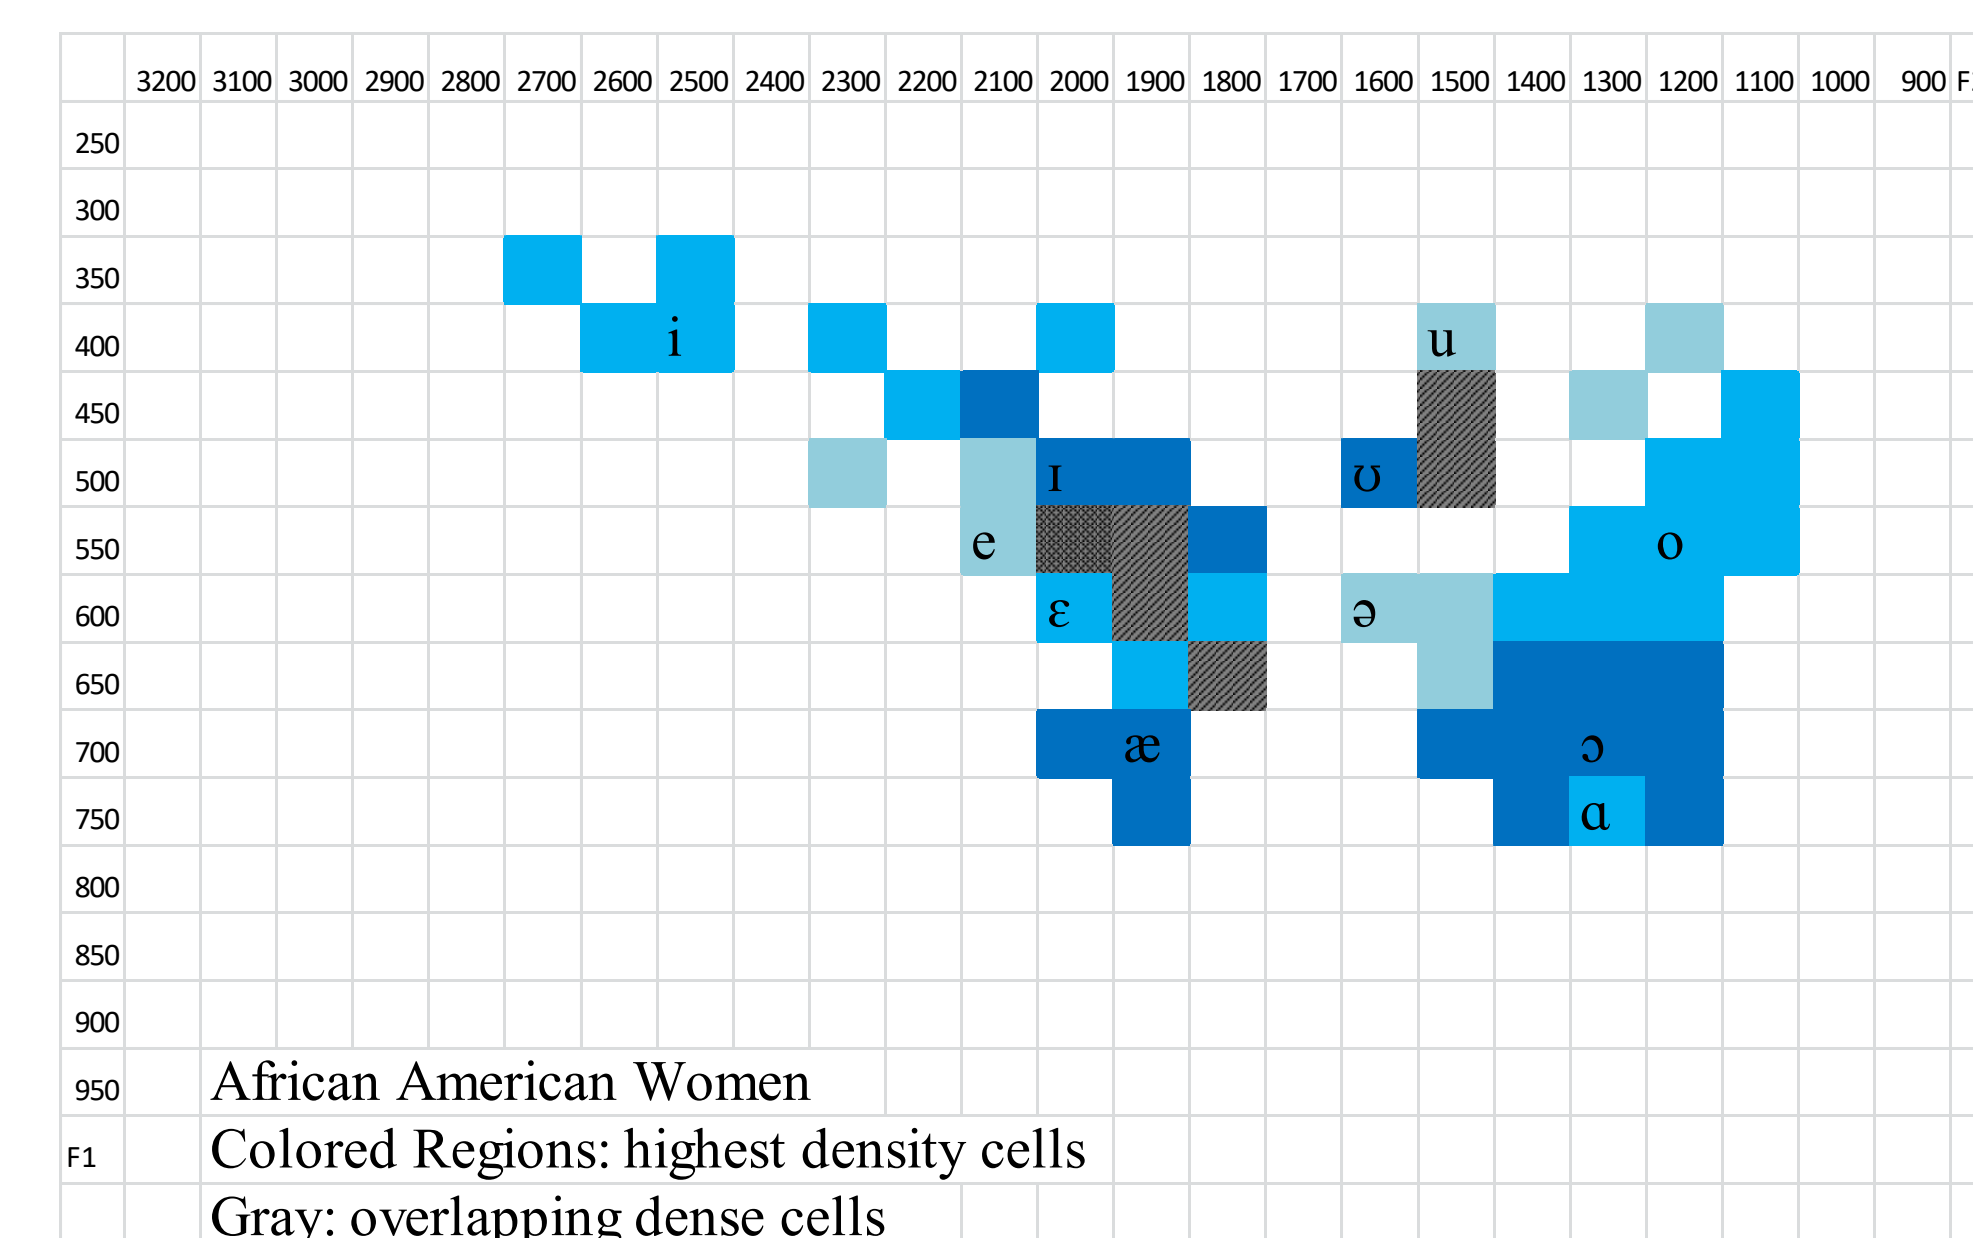 3200 3100 3000 2900 2800 2700 2600 2500 2400 2300 2200 2100 2000 1900 1800 1700 1600 1500 1400 1300 1200 1100 1000 900
250
300
350
400 i u
450
500 ɪ ʊ
550 e o
600 ɛ ə
650
700 æ ɔ
750 ɑ
800
850
900
950 African American Women
F1 Colored Regions: highest density cells
Gray: overlapping dense cells